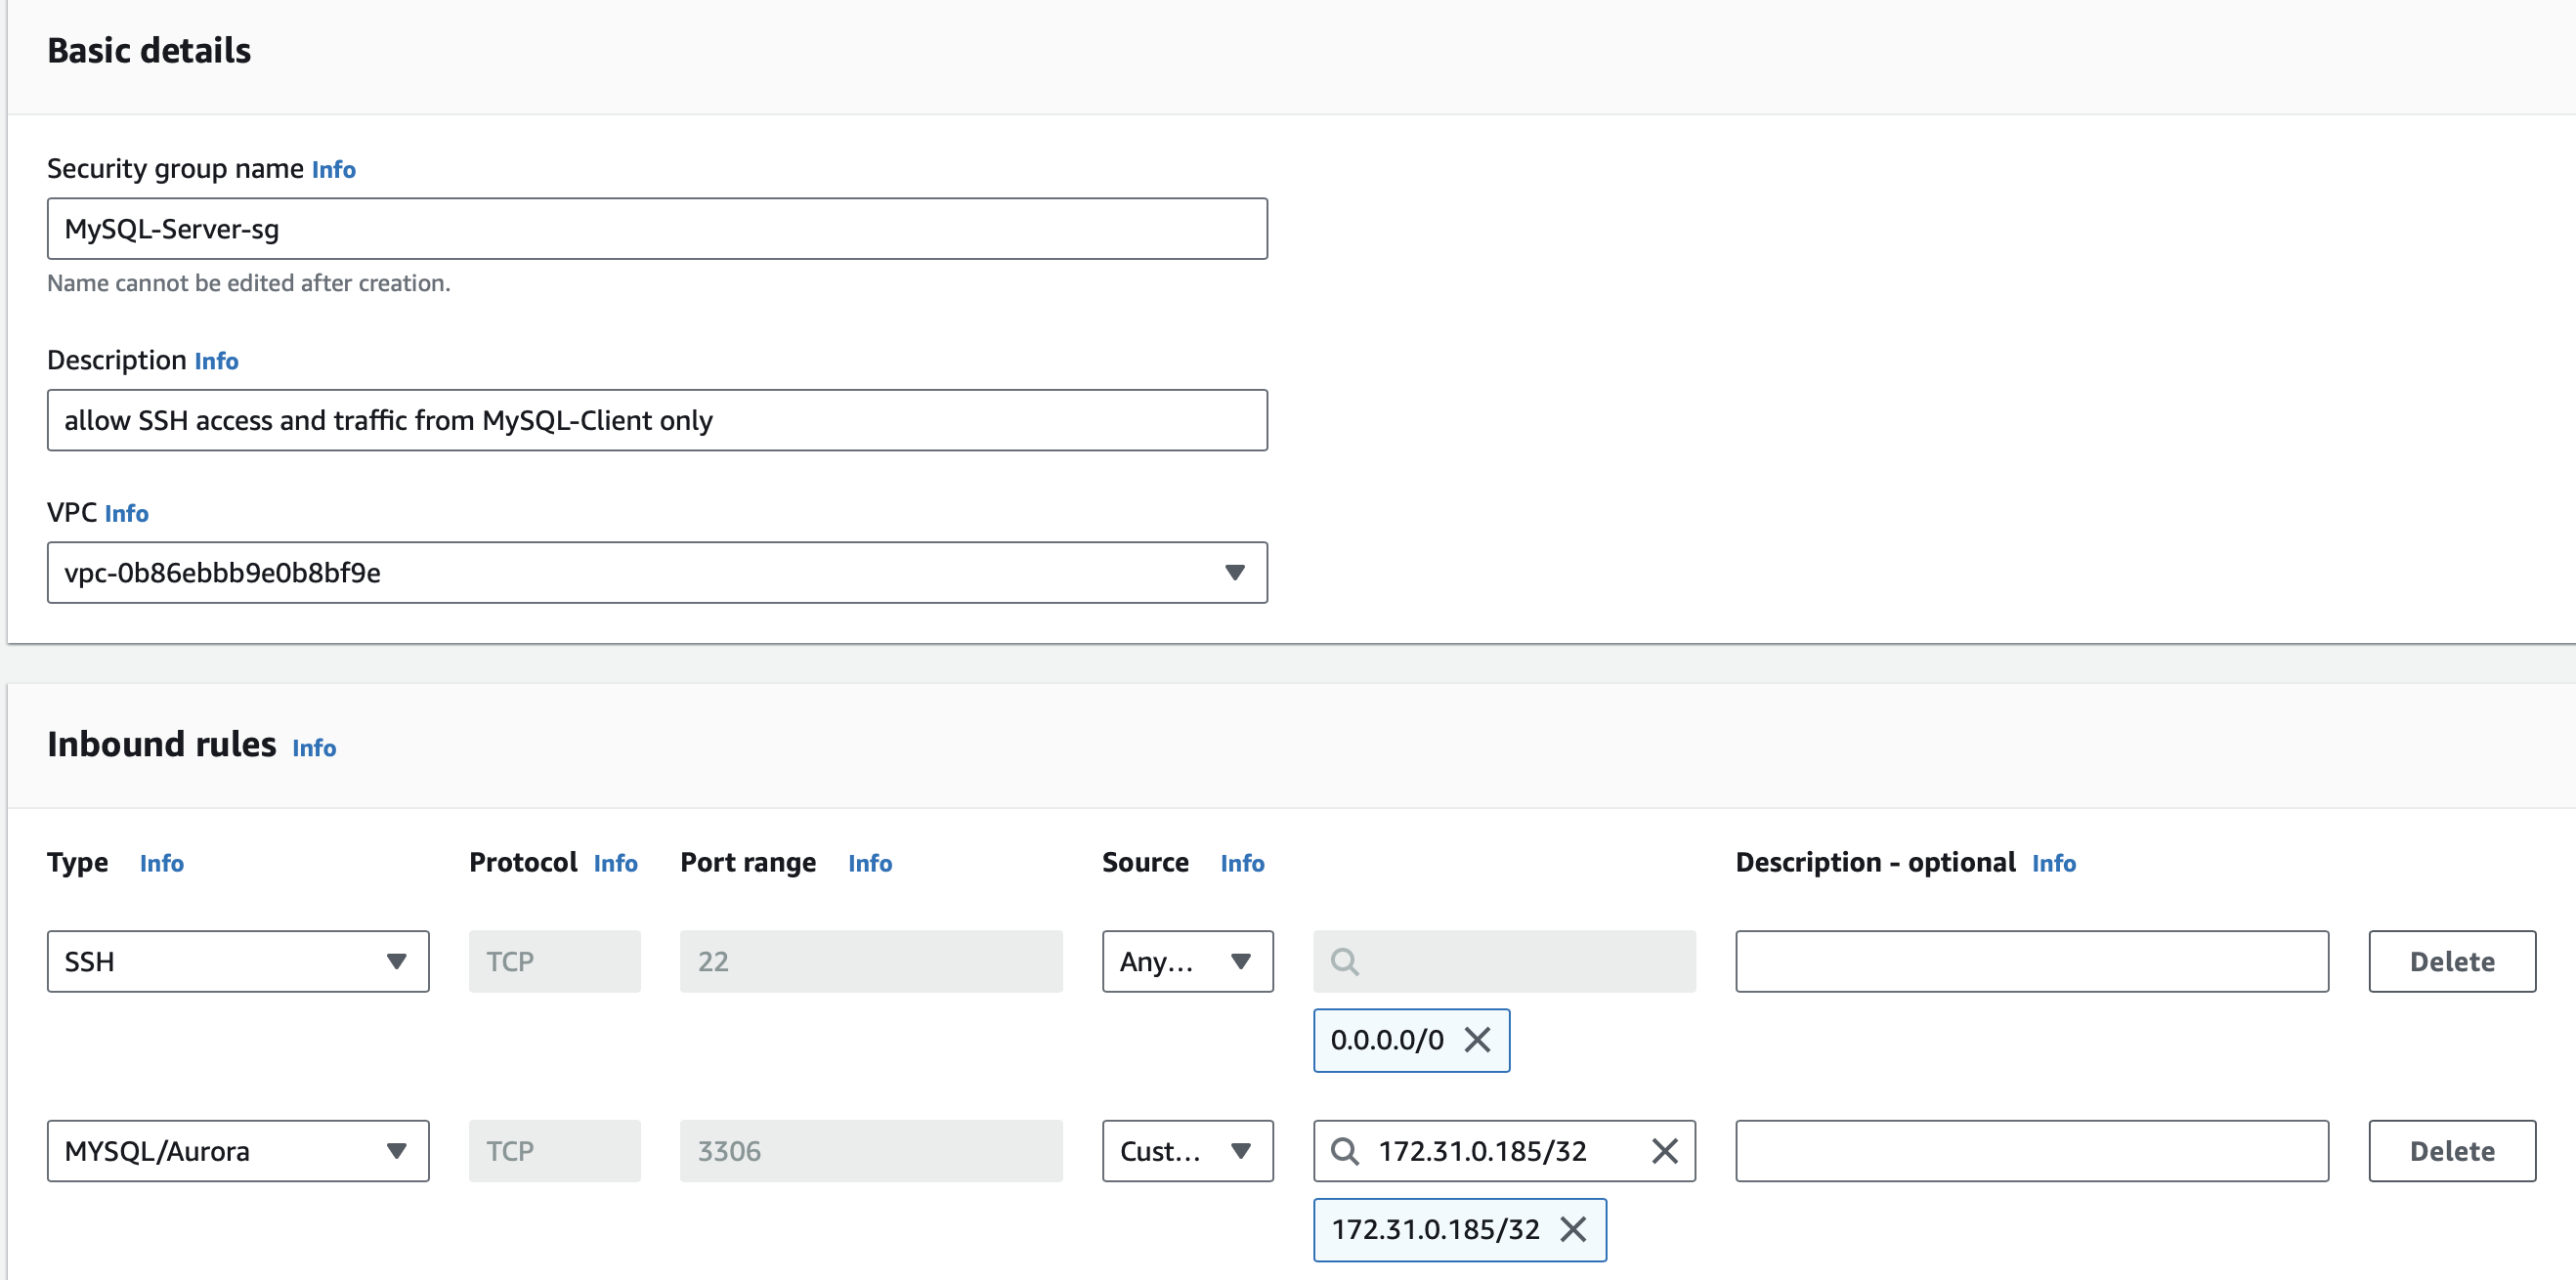 Basic details
Security group name Info
MySQL-Server-sg
Name cannot be edited after creation.
Description Info
allow SSH access and traffic from MySQL-Client only
VPC Info
vpc-0b86ebbb9e0b8bf9e
Inbound rules Info
Type Info Protocol Info Port range Info Source Info Description - optional Info
SSH TCP 22 Any... Delete
0.0.0.0/0
MYSQL/Aurora TCP 3306 Cust... 172.31.0.185/32 Delete
172.31.0.185/32